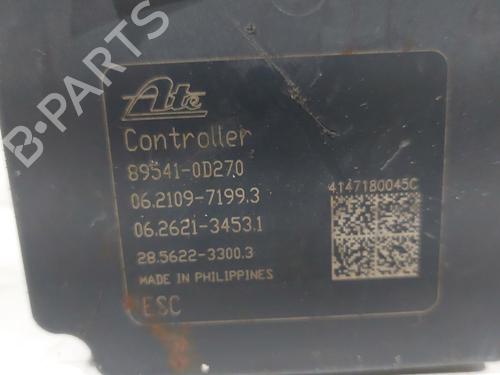 Ate
Controller
89541-0D270
06.2109-7199.3
4147180045C
06.2621-3453.1
28.5622-3300.3
MADE IN PHILIPPINES
ESC
B-PARTS